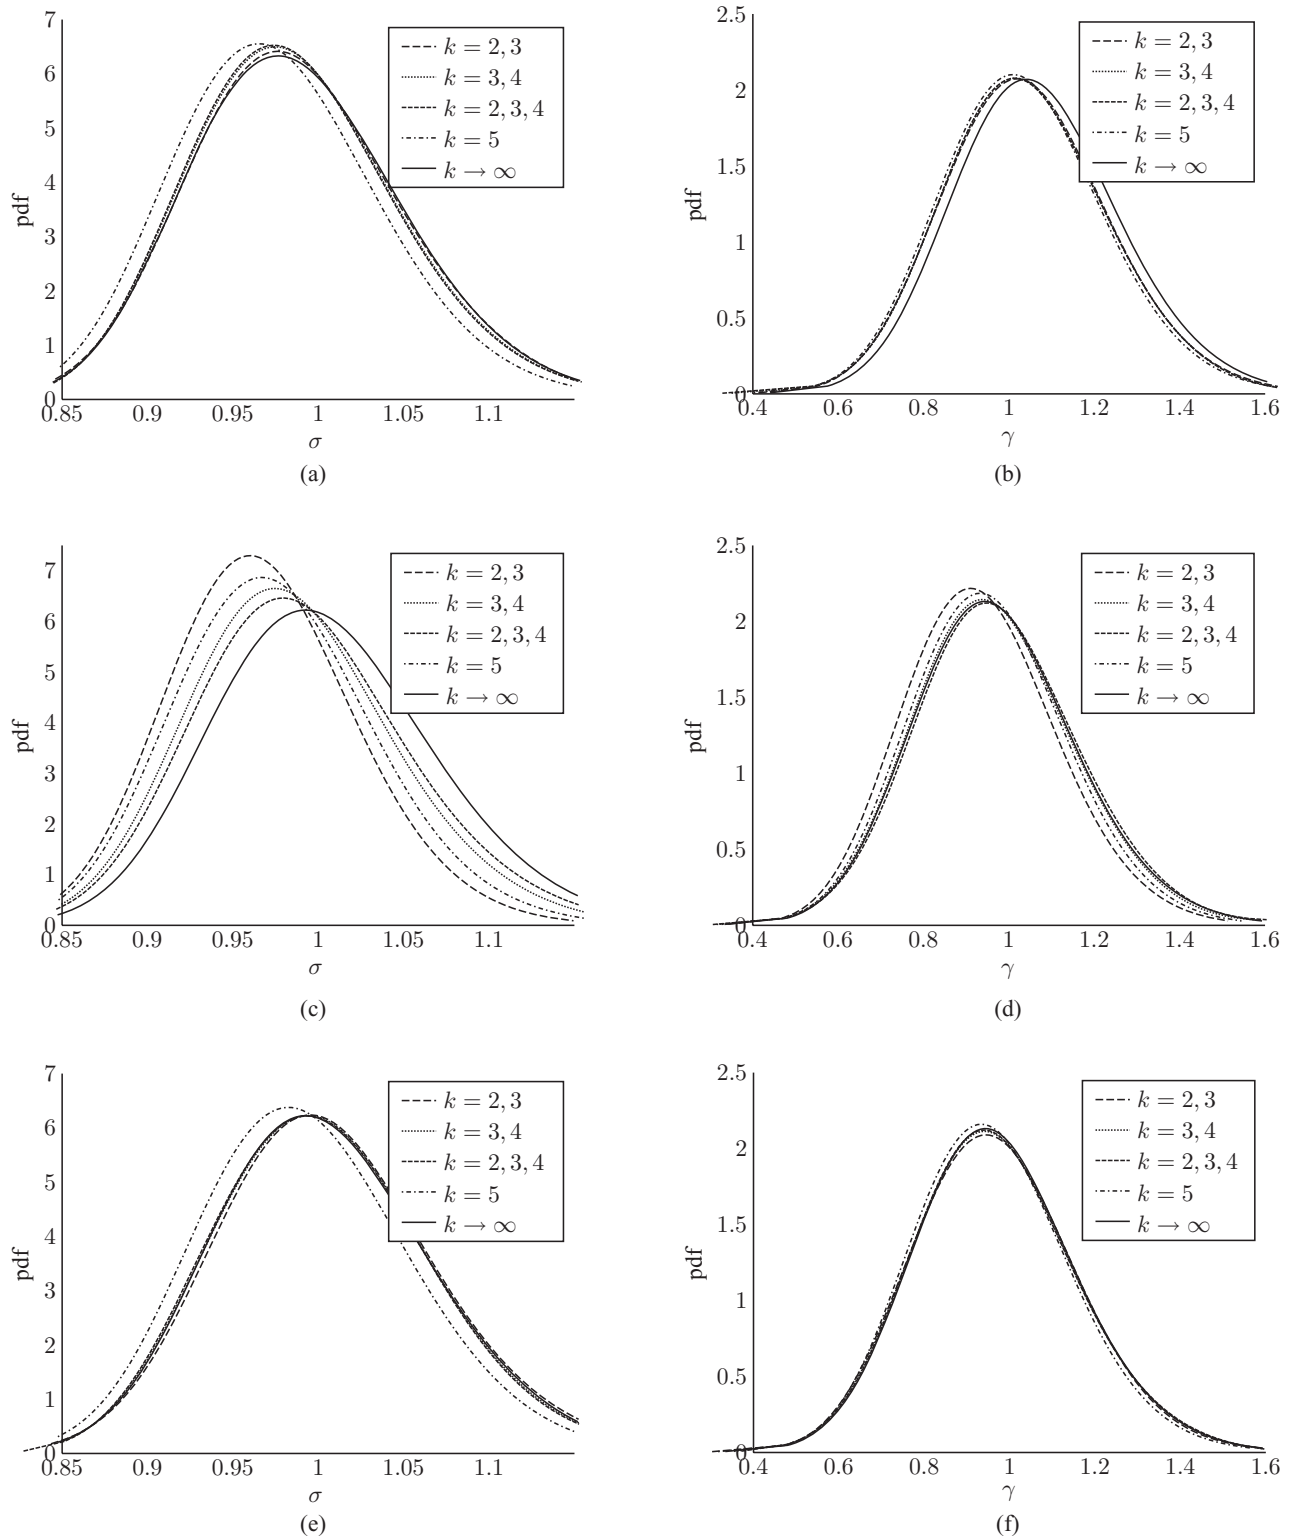 7
6
5
4
3
2
1
0
pdf
0.85 0.9 0.95 1 1.05 1.1
σ
(a)
k = 2, 3
k = 3, 4
k = 2, 3, 4
k = 5
k → ∞
2.5
2
1.5
1
0.5
0
pdf
0.4 0.6 0.8 1 1.2 1.4 1.6
γ
(b)
k = 2, 3
k = 3, 4
k = 2, 3, 4
k = 5
k → ∞
7
6
5
4
3
2
1
0
pdf
0.85 0.9 0.95 1 1.05 1.1
σ
(c)
k = 2, 3
k = 3, 4
k = 2, 3, 4
k = 5
k → ∞
2.5
2
1.5
1
0.5
0
pdf
0.4 0.6 0.8 1 1.2 1.4 1.6
γ
(d)
k = 2, 3
k = 3, 4
k = 2, 3, 4
k = 5
k → ∞
7
6
5
4
3
2
1
0
pdf
0.85 0.9 0.95 1 1.05 1.1
σ
(e)
k = 2, 3
k = 3, 4
k = 2, 3, 4
k = 5
k → ∞
2.5
2
1.5
1
0.5
0
pdf
0.4 0.6 0.8 1 1.2 1.4 1.6
γ
(f)
k = 2, 3
k = 3, 4
k = 2, 3, 4
k = 5
k → ∞